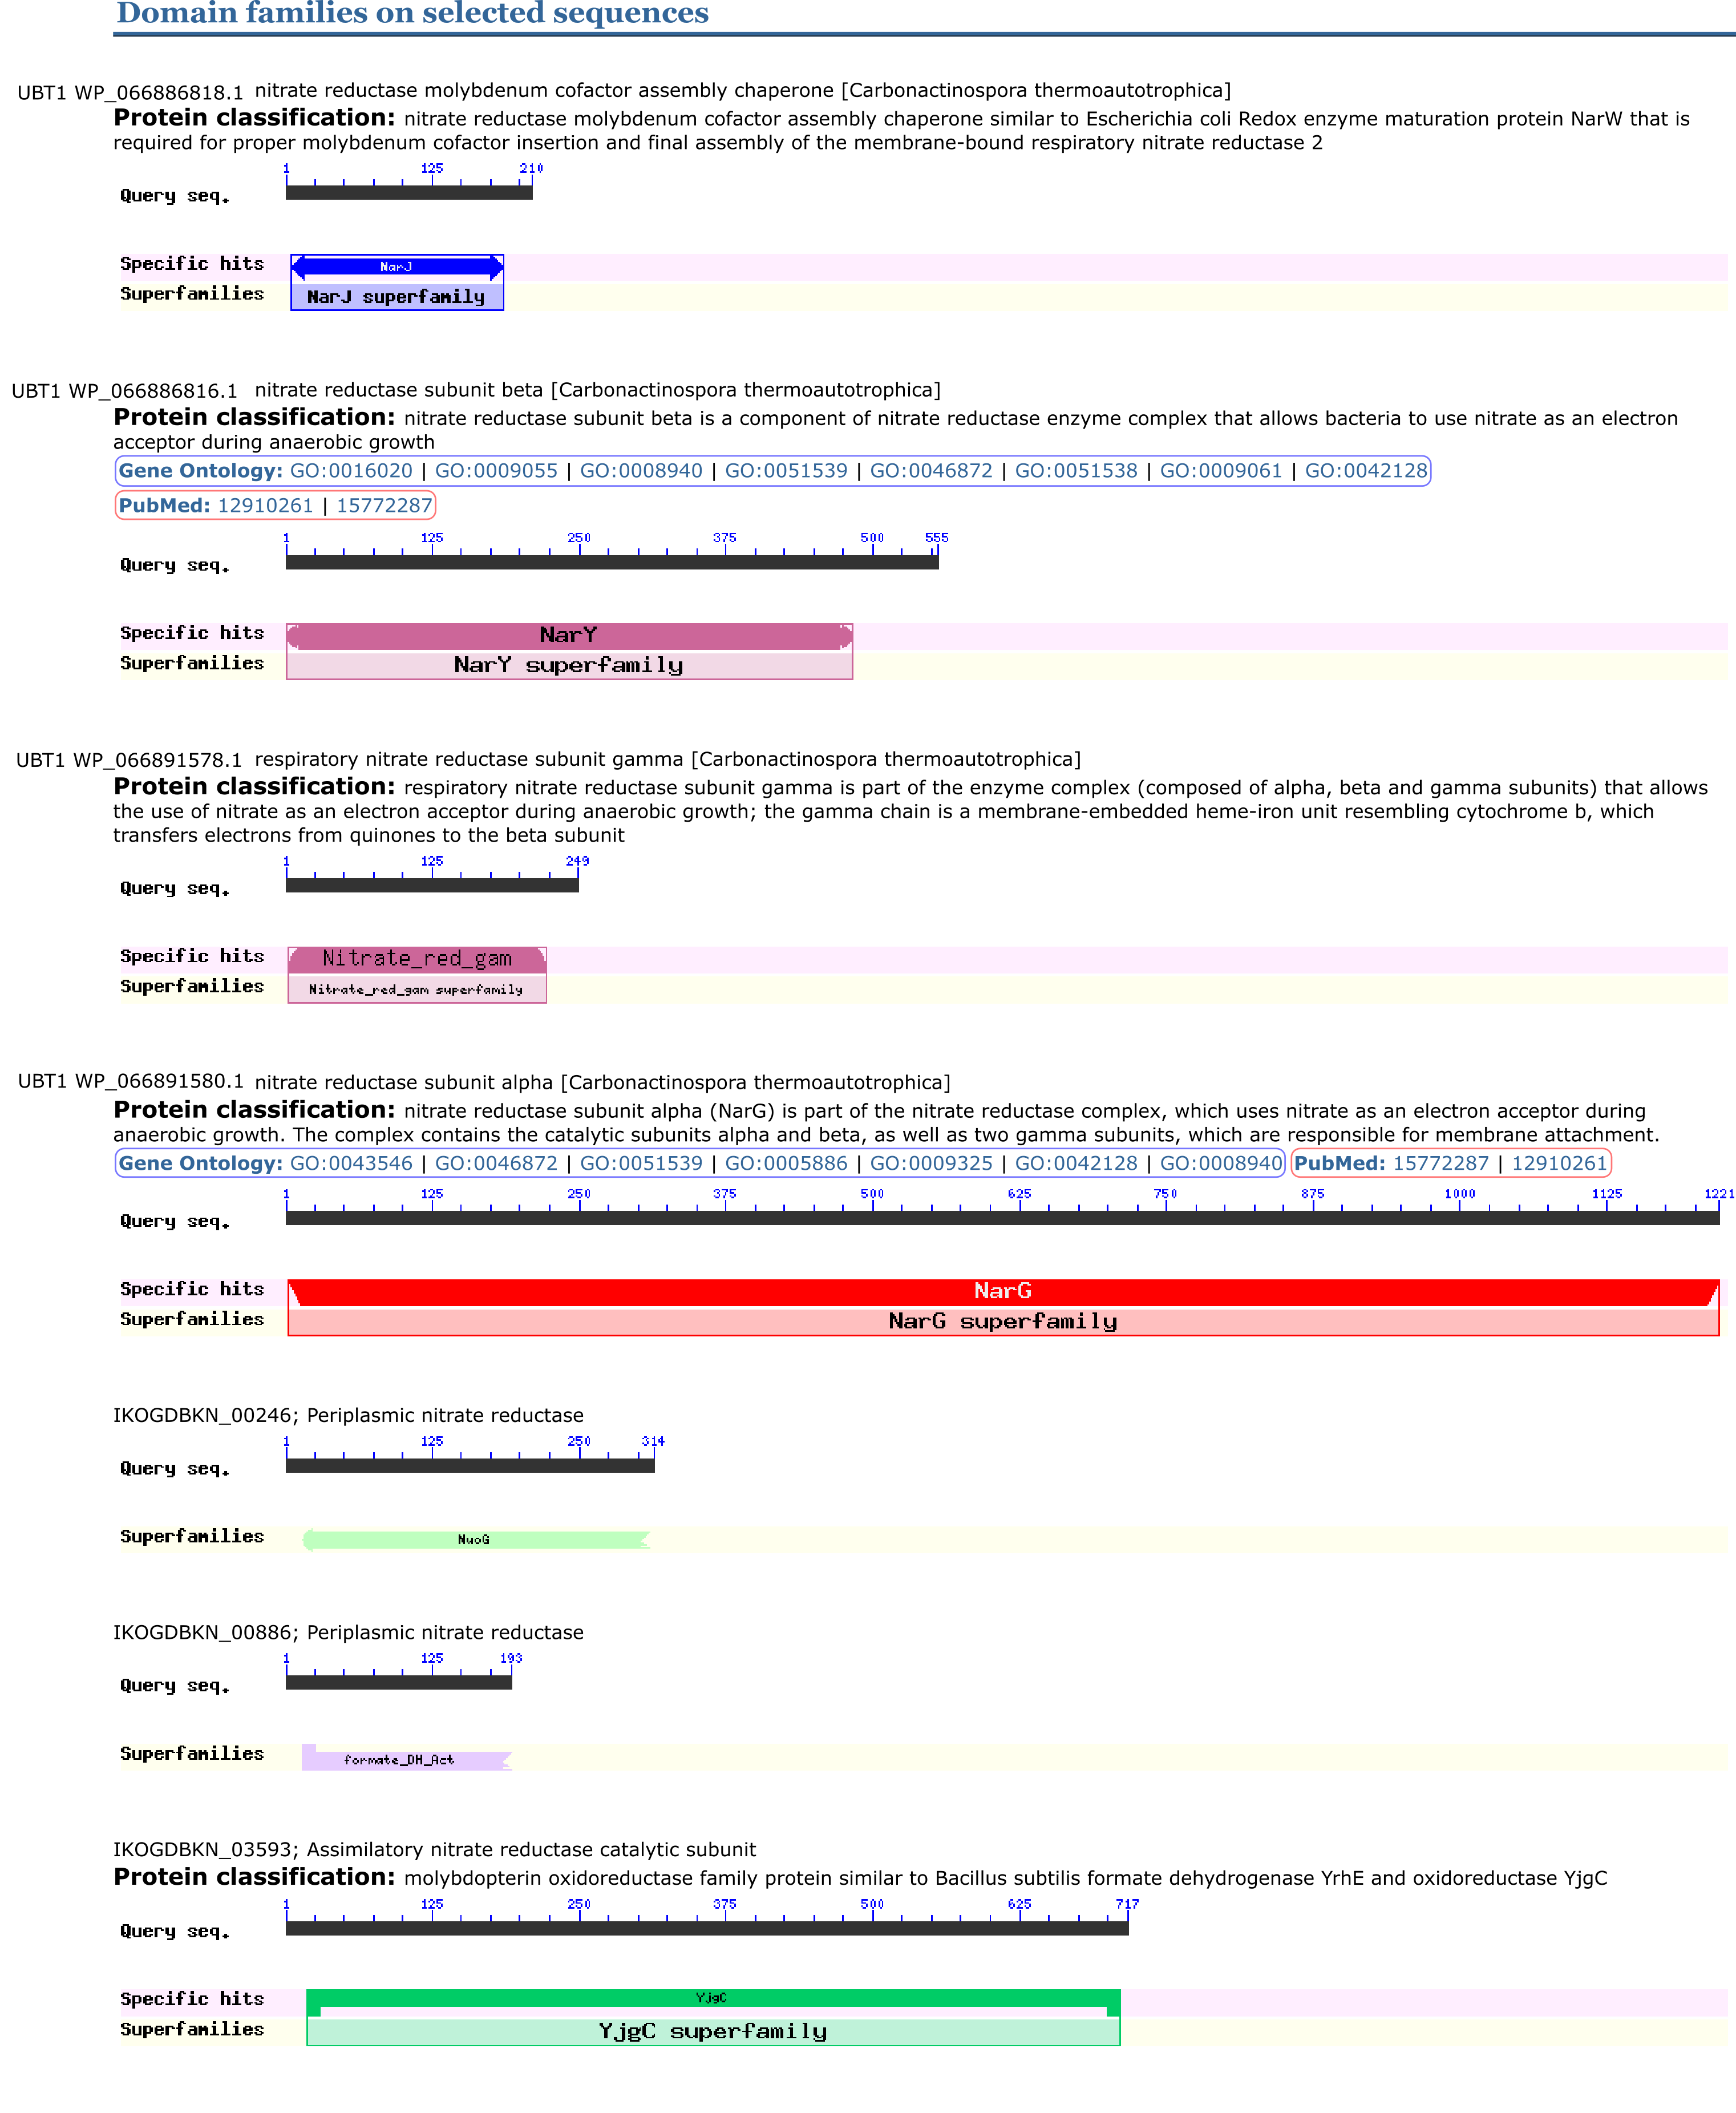 Domain families on selected sequences
UBT1 WP_066886818.1 nitrate reductase molybdenum cofactor assembly chaperone [Carbonactinospora thermoautotrophica]
Protein classification: nitrate reductase molybdenum cofactor assembly chaperone similar to Escherichia coli Redox enzyme maturation protein NarW that is
required for proper molybdenum cofactor insertion and final assembly of the membrane-bound respiratory nitrate reductase 2
1 125 210
Query seq.
Specific hits NarJ
Superfamilies NarJ superfamily
UBT1 WP_066886816.1 nitrate reductase subunit beta [Carbonactinospora thermoautotrophica]
Protein classification: nitrate reductase subunit beta is a component of nitrate reductase enzyme complex that allows bacteria to use nitrate as an electron
acceptor during anaerobic growth
Gene Ontology: GO:0016020 | GO:0009055 | GO:0008940 | GO:0051539 | GO:0046872 | GO:0051538 | GO:0009061 | GO:0042128
PubMed: 12910261 | 15772287
1 125 250 375 500 555
Query seq.
Specific hits NarY
Superfamilies NarY superfamily
UBT1 WP_066891578.1 respiratory nitrate reductase subunit gamma [Carbonactinospora thermoautotrophica]
Protein classification: respiratory nitrate reductase subunit gamma is part of the enzyme complex (composed of alpha, beta and gamma subunits) that allows
the use of nitrate as an electron acceptor during anaerobic growth; the gamma chain is a membrane-embedded heme-iron unit resembling cytochrome b, which
transfers electrons from quinones to the beta subunit
1 125 249
Query seq.
Specific hits Nitrate_red_gam
Superfamilies Nitrate_red_gam superfamily
UBT1 WP_066891580.1 nitrate reductase subunit alpha [Carbonactinospora thermoautotrophica]
Protein classification: nitrate reductase subunit alpha (NarG) is part of the nitrate reductase complex, which uses nitrate as an electron acceptor during
anaerobic growth. The complex contains the catalytic subunits alpha and beta, as well as two gamma subunits, which are responsible for membrane attachment.
Gene Ontology: GO:0043546 | GO:0046872 | GO:0051539 | GO:0005886 | GO:0009325 | GO:0042128 | GO:0008940 PubMed: 15772287 | 12910261
1 125 250 375 500 625 750 875 1000 1125 1221
Query seq.
Specific hits NarG
Superfamilies NarG superfamily
IKOGDBKN_00246; Periplasmic nitrate reductase
1 125 250 314
Query seq.
Superfamilies NuoG
IKOGDBKN_00886; Periplasmic nitrate reductase
1 125 193
Query seq.
Superfamilies formate_DH_Act
IKOGDBKN_03593; Assimilatory nitrate reductase catalytic subunit
Protein classification: molybdopterin oxidoreductase family protein similar to Bacillus subtilis formate dehydrogenase YrhE and oxidoreductase YjgC
1 125 250 375 500 625 717
Query seq.
Specific hits YjgC
Superfamilies YjgC superfamily